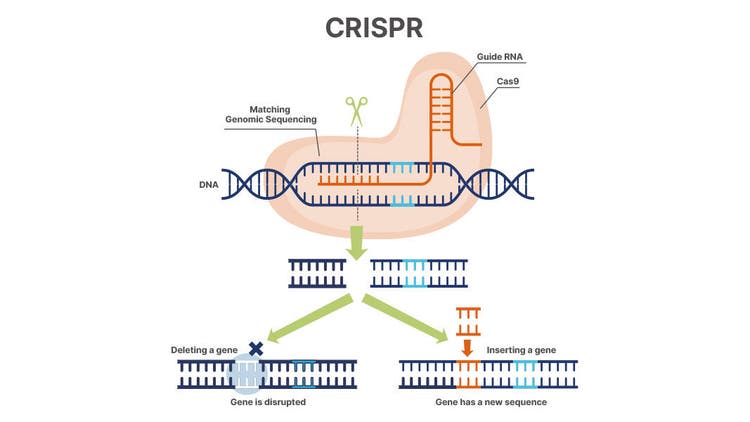 CRISPR
Guide RNA
Cas9
Matching
Genomic Sequencing
DNA
Deleting a gene
Inserting a gene
Gene is disrupted
Gene has a new sequence